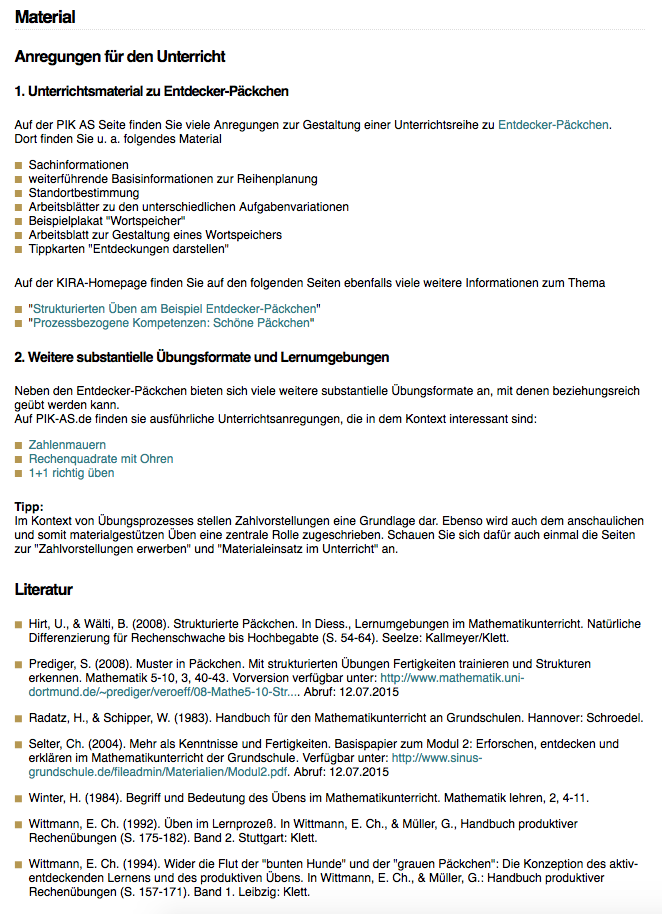 Material
Anregungen für den Unterricht
1. Unterrichtsmaterial zu Entdecker-Päckchen
Auf der PIK AS Seite finden Sie viele Anregungen zur Gestaltung einer Unterrichtsreihe zu Entdecker-Päckchen.
Dort finden Sie u. a. folgendes Material
Sachinformationen
weiterführende Basisinformationen zur Reihenplanung
Standortbestimmung
Arbeitsblätter zu den unterschiedlichen Aufgabenvariationen
Beispielplakat "Wortspeicher"
Arbeitsblatt zur Gestaltung eines Wortspeichers
Tippkarten "Entdeckungen darstellen"
Auf der KIRA-Homepage finden Sie auf den folgenden Seiten ebenfalls viele weitere Informationen zum Thema
"Strukturierten Üben am Beispiel Entdecker-Päckchen"
"Prozessbezogene Kompetenzen: Schöne Päckchen"
2. Weitere substantielle Übungsformate und Lernumgebungen
Neben den Entdecker-Päckchen bieten sich viele weitere substantielle Übungsformate an, mit denen beziehungsreich
geübt werden kann.
Auf PIK-AS.de finden sie ausführliche Unterrichtsanregungen, die in dem Kontext interessant sind:
Zahlenmauern
Rechenquadrate mit Ohren
1+1 richtig üben
Tipp:
Im Kontext von Übungsprozesses stellen Zahlvorstellungen eine Grundlage dar. Ebenso wird auch dem anschaulichen
und somit materialgestützen Üben eine zentrale Rolle zugeschrieben. Schauen Sie sich dafür auch einmal die Seiten
zur "Zahlvorstellungen erwerben" und "Materialeinsatz im Unterricht" an.
Literatur
Hirt, U., & Wälti, B. (2008). Strukturierte Päckchen. In Diess., Lernumgebungen im Mathematikunterricht. Natürliche
Differenzierung für Rechenschwache bis Hochbegabte (S. 54-64). Seelze: Kallmeyer/Klett.
Prediger, S. (2008). Muster in Päckchen. Mit strukturierten Übungen Fertigkeiten trainieren und Strukturen
erkennen. Mathematik 5-10, 3, 40-43. Vorversion verfügbar unter: http://www.mathematik.uni-
dortmund.de/~prediger/veroeff/08-Mathe5-10-Str.... Abruf: 12.07.2015
Radatz, H., & Schipper, W. (1983). Handbuch für den Mathematikunterricht an Grundschulen. Hannover: Schroedel.
Selter, Ch. (2004). Mehr als Kenntnisse und Fertigkeiten. Basispapier zum Modul 2: Erforschen, entdecken und
erklären im Mathematikunterricht der Grundschule. Verfügbar unter: http://www.sinus-
grundschule.de/fileadmin/Materialien/Modul2.pdf. Abruf: 12.07.2015
Winter, H. (1984). Begriff und Bedeutung des Übens im Mathematikunterricht. Mathematik lehren, 2, 4-11.
Wittmann, E. Ch. (1992). Üben im Lernprozeß. In Wittmann, E. Ch., & Müller, G., Handbuch produktiver
Rechenübungen (S. 175-182). Band 2. Stuttgart: Klett.
Wittmann, E. Ch. (1994). Wider die Flut der "bunten Hunde" und der "grauen Päckchen": Die Konzeption des aktiv-
entdeckenden Lernens und des produktiven Übens. In Wittmann, E. Ch., & Müller, G.: Handbuch produktiver
Rechenübungen (S. 157-171). Band 1. Leibzig: Klett.